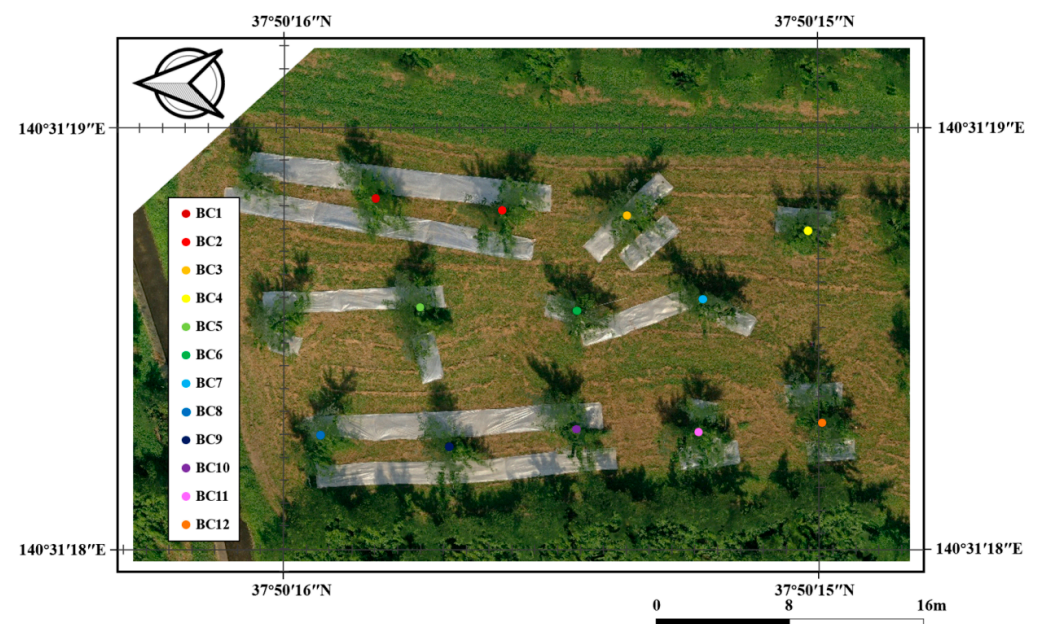 37°50′16″N 37°50′15″N
140°31′19″E 140°31′19″E
BC1
BC2
BC3
BC4
BC5
BC6
BC7
BC8
BC9
BC10
BC11
BC12
140°31′18″E 140°31′18″E
37°50′16″N 37°50′15″N
0 8 16m